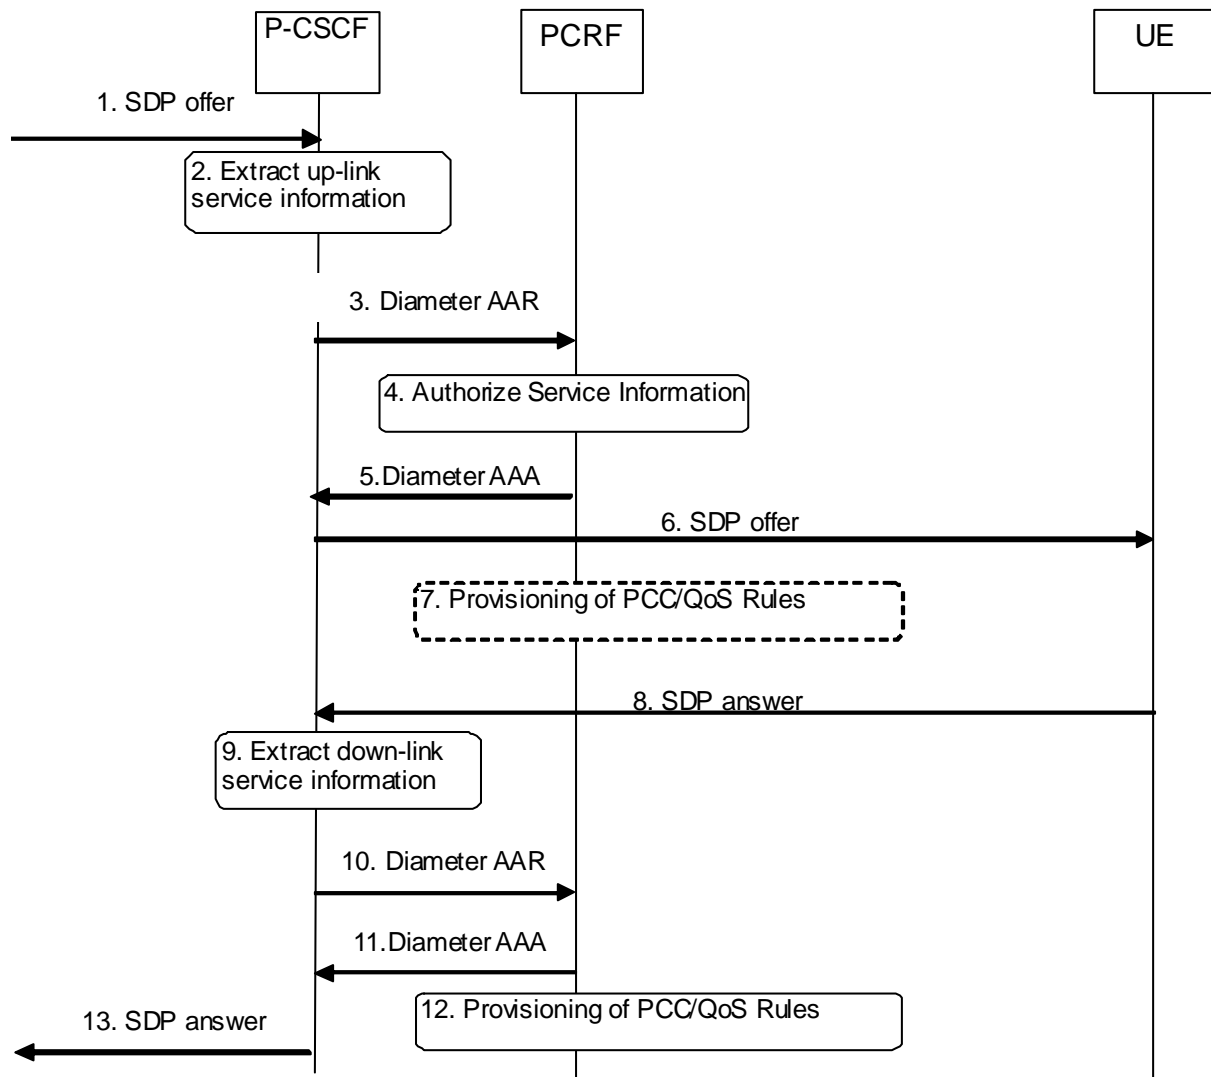 P-CSCF
PCRF
UE
1. SDP offer
2. Extract up-link
service information
3. Diameter AAR
4. Authorize Service Information
5.Diameter AAA
6. SDP offer
7. Provisioning of PCC/QoS Rules
8. SDP answer
9. Extract down-link
service information
10. Diameter AAR
11.Diameter AAA
12. Provisioning of PCC/QoS Rules
13. SDP answer